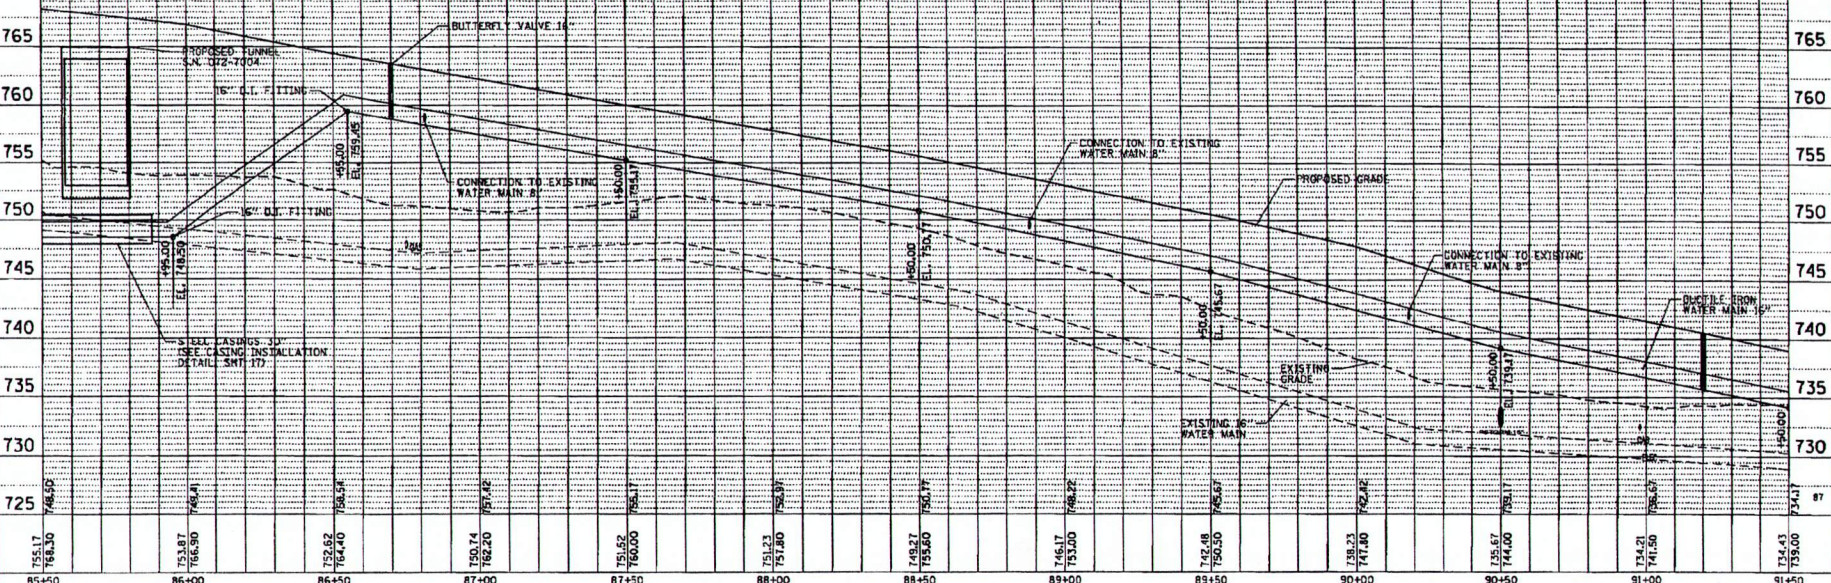 765
760
755
750
745
740
735
730
725
PROPOSED TUNNEL
S.N. 072-7004
16" D.I. FITTING
BUTTERFLY VALVE 16"
+55.00
EL. 759.45
CONNECTION TO EXISTING
WATER MAIN 8"
16" D.I. FITTING
+95.00
EL. 748.50
STEEL CASINGS 30"
(SEE CASING INSTALLATION
DETAIL SHT 17)
+50.00
EL. 755.17
+50.00
EL. 750.77
CONNECTION TO EXISTING
WATER MAIN 8"
PROPOSED GRADE
+50.00
EL. 745.67
CONNECTION TO EXISTING
WATER MAIN 8"
DUCTILE IRON
WATER MAIN 16"
EXISTING
GRADE
EXISTING 16"
WATER MAIN
+50.00
EL. 739.47
+50.00
765
760
755
750
745
740
735
730
748.50
749.41
758.54
757.42
755.17
752.97
750.77
748.22
745.67
742.42
739.17
736.67
734.17
87
755.17
768.30
753.87
766.90
752.62
764.40
750.74
762.20
751.62
760.00
751.23
757.80
749.27
755.60
746.17
753.00
742.48
750.50
738.23
747.80
735.67
744.00
734.21
741.50
734.43
739.00
85+50
86+00
86+50
87+00
87+50
88+00
88+50
89+00
89+50
90+00
90+50
91+00
91+50